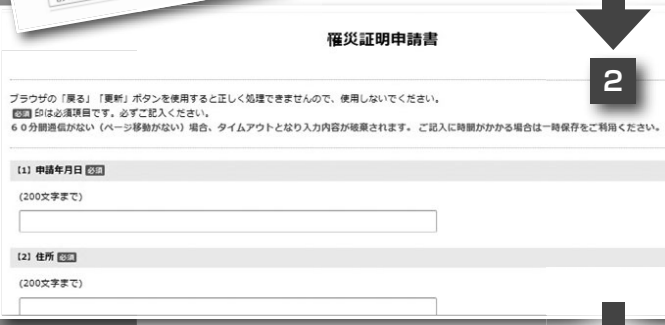 罹災証明申請書
2
ブラウザの「戻る」「更新」ボタンを使用すると正しく処理できませんので、使用しないでください。
必須 印は必須項目です。必ずご記入ください。
60分間通信がない(ページ移動がない)場合、タイムアウトとなり入力内容が破棄されます。 ご記入に時間がかかる場合は一時保存をご利用ください。
【1】申請年月日 必須
(200文字まで)
【2】住所 必須
(200文字まで)